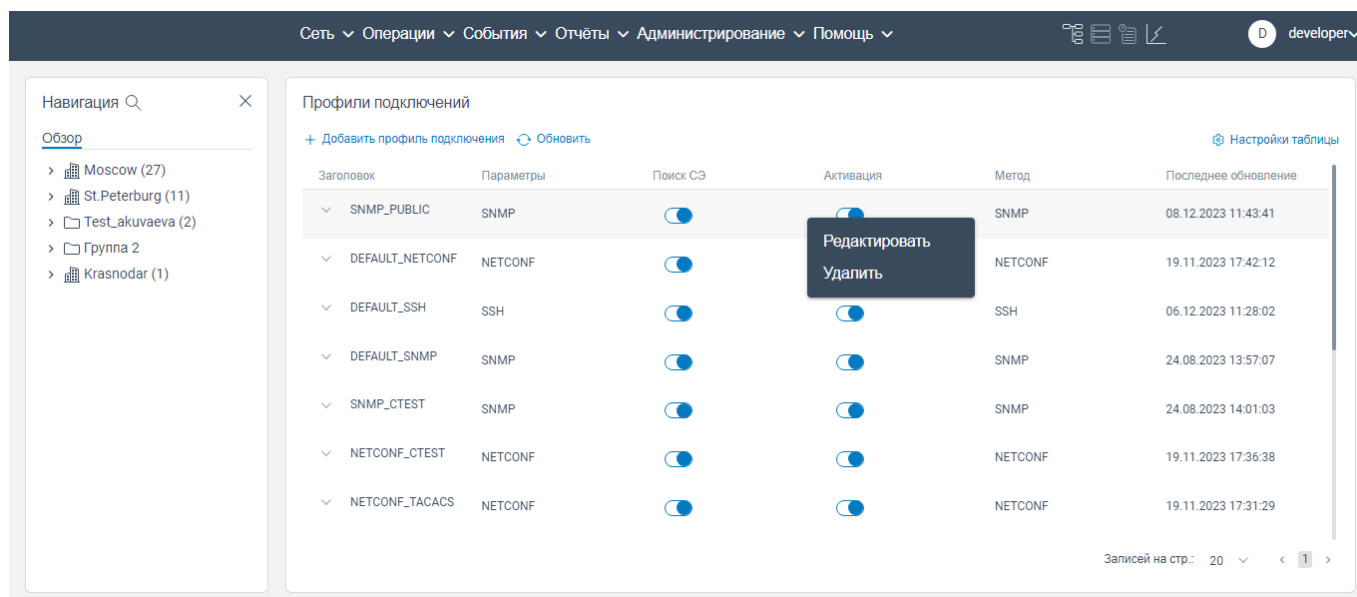 Сеть Операции События Отчёты Администрирование Помощь D developer
Навигация
Обзор
Moscow (27)
St.Peterburg (11)
Test_akuvaeva (2)
Группа 2
Krasnodar (1)
Профили подключений
+ Добавить профиль подключения Обновить Настройки таблицы
Заголовок Параметры Поиск СЭ Активация Метод Последнее обновление
SNMP_PUBLIC SNMP SNMP 08.12.2023 11:43:41
Редактировать
Удалить
DEFAULT_NETCONF NETCONF NETCONF 19.11.2023 17:42:12
DEFAULT_SSH SSH SSH 06.12.2023 11:28:02
DEFAULT_SNMP SNMP SNMP 24.08.2023 13:57:07
SNMP_CTEST SNMP SNMP 24.08.2023 14:01:03
NETCONF_CTEST NETCONF NETCONF 19.11.2023 17:36:38
NETCONF_TACACS NETCONF NETCONF 19.11.2023 17:31:29
Записей на стр.: 20 < 1 >